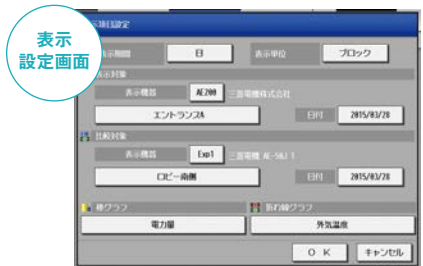 表示
設定画面
表示項目設定
表示期間 日 表示単位 ブロック
表示対象
表示機器 AE200 三菱電機株式会社
エントランスA 日付 2015/03/28
比較対象
表示機器 Exp1 三菱電機 AE-50J 1
ロビー南側 日付 2015/03/28
棒グラフ 折れ線グラフ
電力量 外気温度
OK キャンセル